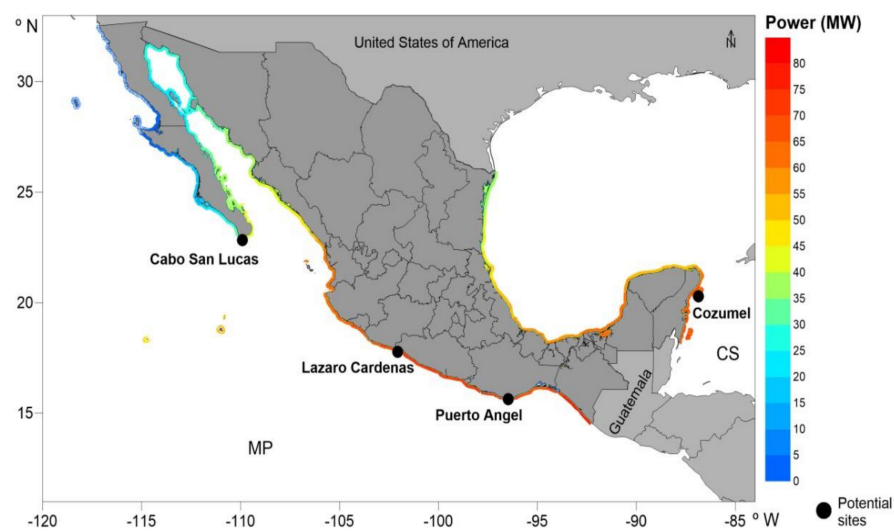 º N
Power (MW)
United States of America
N
80
75
70
65
60
55
50
45
40
35
30
25
20
15
10
5
0
30
25
20
15
Cabo San Lucas
Cozumel
Lazaro Cardenas
CS
Puerto Angel
Guatemala
MP
-120
-115
-110
-105
-100
-95
-90
-85
W
Potential
sites